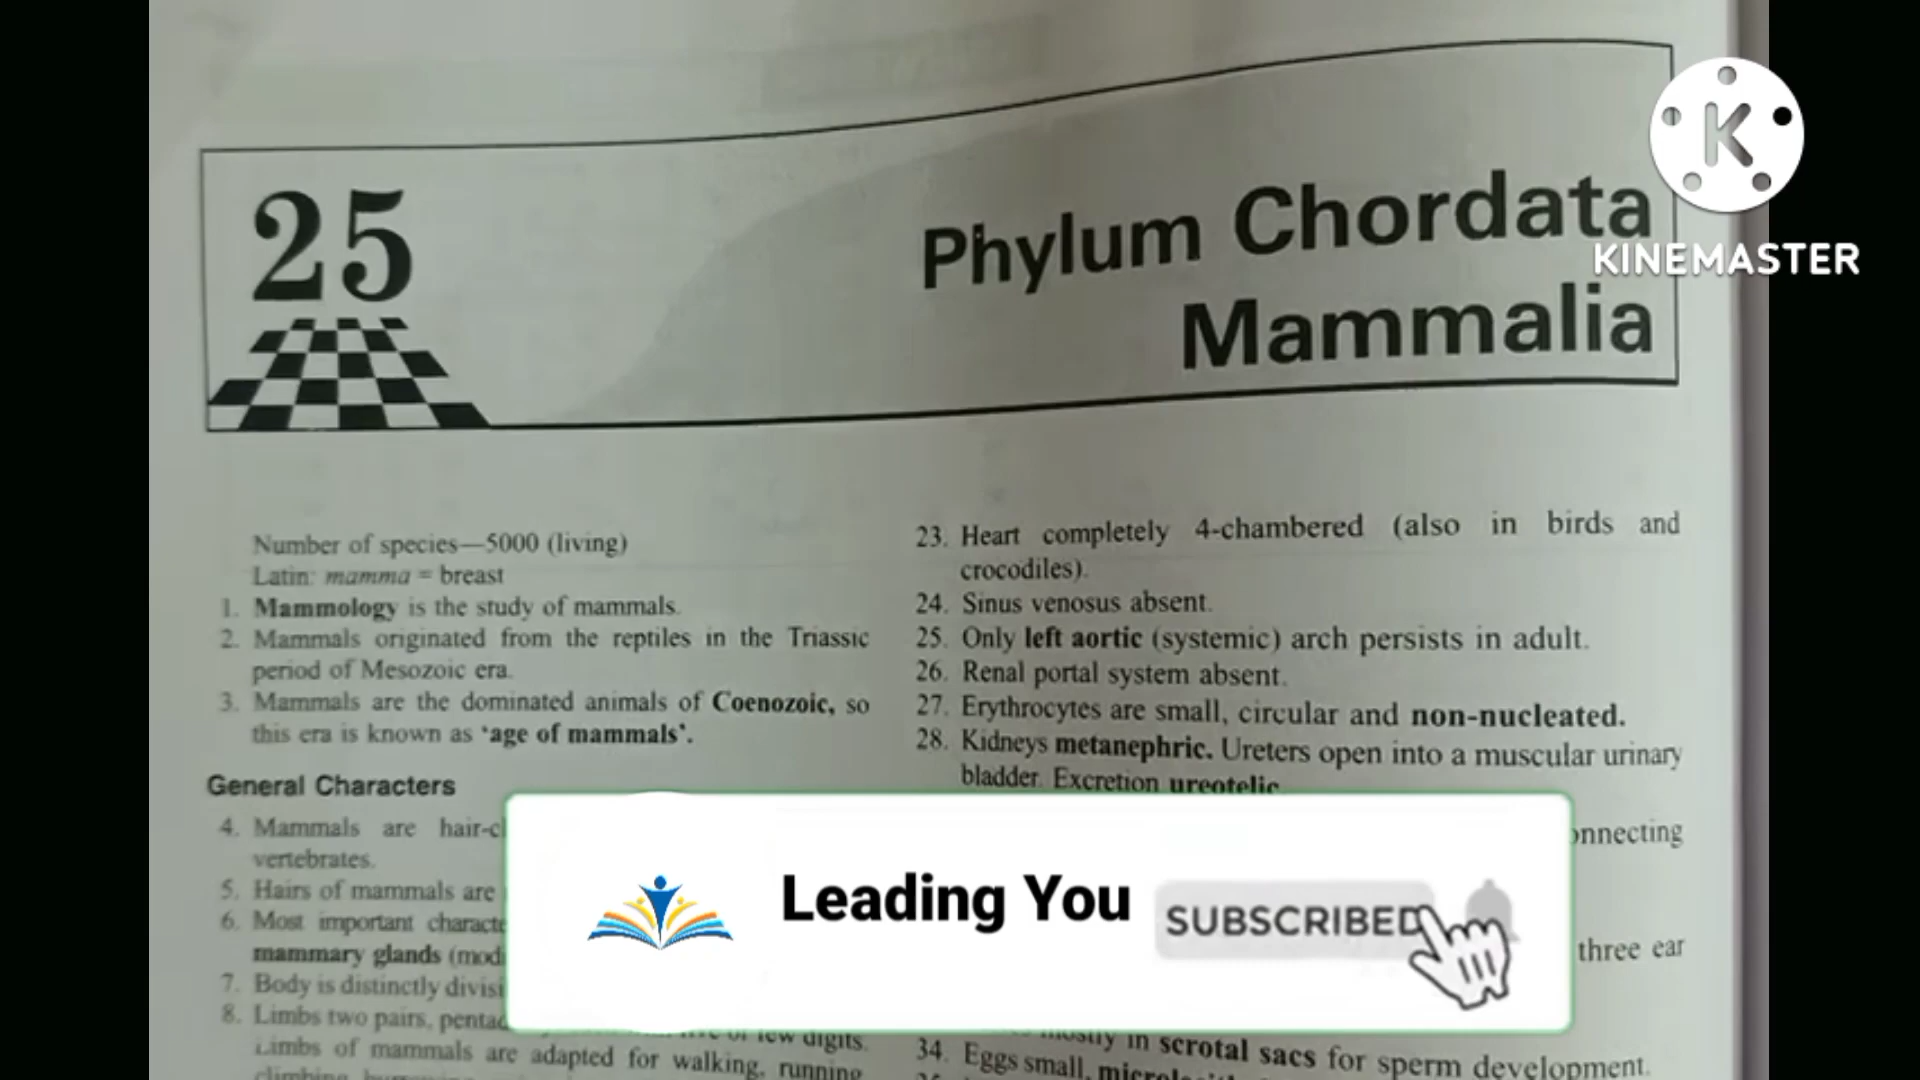 25
Phylum Chordata
Mammalia
K
KINEMASTER
Number of species—5000 (living)
Latin: mamma = breast
1. Mammology is the study of mammals.
2. Mammals originated from the reptiles in the Triassic
period of Mesozoic era.
3. Mammals are the dominated animals of Coenozoic, so
this era is known as 'age of mammals'.
General Characters
4. Mammals are
vertebrates.
5. Hairs of mammals are
6. Most important
mammary glands
7. Body is distinctly
8. Limbs two pairs,
digits.
Limbs of mammals are adapted for walking, running
23. Heart completely 4-chambered (also in birds and
crocodiles).
24. Sinus venosus absent.
25. Only left aortic (systemic) arch persists in adult.
26. Renal portal system absent.
27. Erythrocytes are small, circular and non-nucleated.
28. Kidneys metanephric. Ureters open into a muscular urinary
bladder. Excretion ureotelic
three ear
mostly in scrotal sacs for sperm development.
34. Eggs small,
Leading You
SUBSCRIBED